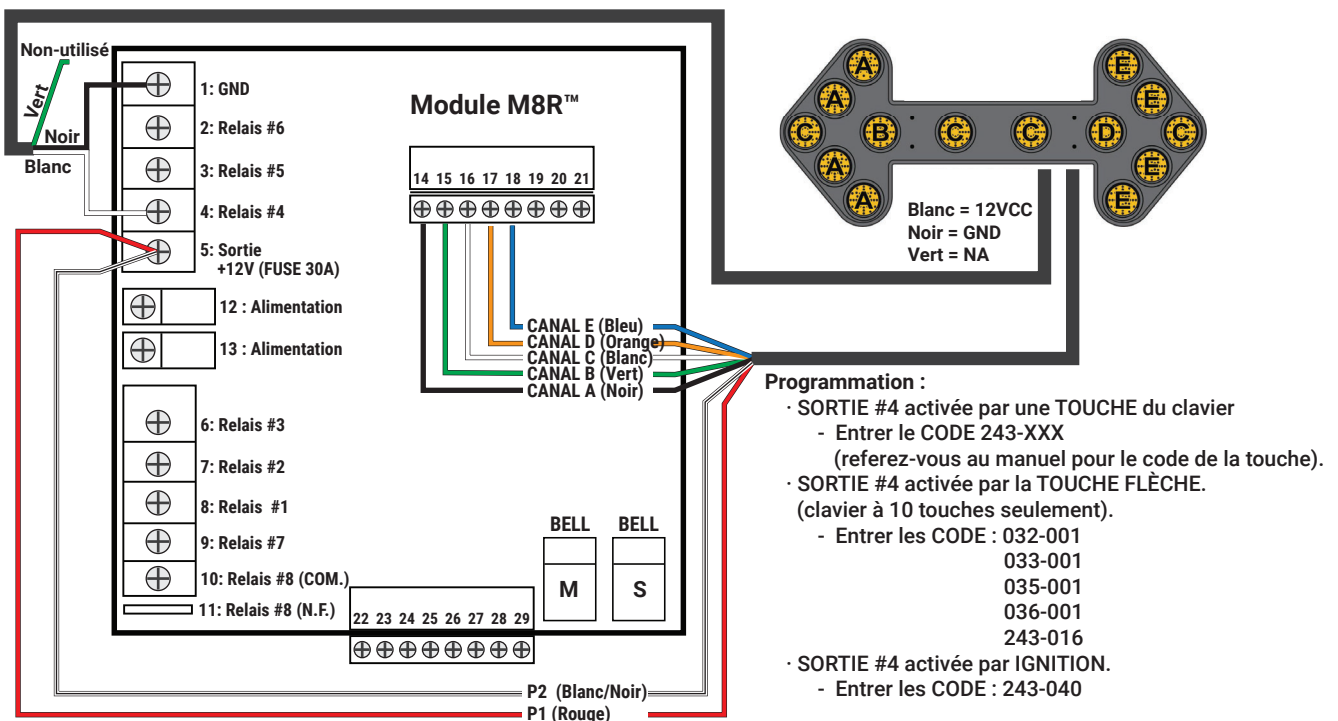 Non-utilisé
Vert
Noir
Blanc
1: GND
2: Relais #6
3: Relais #5
4: Relais #4
5: Sortie
+12V (FUSE 30A)
12 : Alimentation
13 : Alimentation
6: Relais #3
7: Relais #2
8: Relais #1
9: Relais #7
10: Relais #8 (COM.)
11: Relais #8 (N.F.)
Module M8R™
14 15 16 17 18 19 20 21
CANAL E (Bleu)
CANAL D (Orange)
CANAL C (Blanc)
CANAL B (Vert)
CANAL A (Noir)
BELL BELL
M S
22 23 24 25 26 27 28 29
P2 (Blanc/Noir)
P1 (Rouge)
A E
A E
C B C C D C
A E
A E
Blanc = 12VCC
Noir = GND
Vert = NA
Programmation :
· SORTIE #4 activée par une TOUCHE du clavier
- Entrer le CODE 243-XXX
(referez-vous au manuel pour le code de la touche).
· SORTIE #4 activée par la TOUCHE FLÈCHE.
(clavier à 10 touches seulement).
- Entrer les CODE : 032-001
033-001
035-001
036-001
243-016
· SORTIE #4 activée par IGNITION.
- Entrer les CODE : 243-040